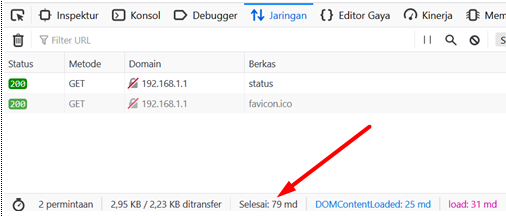 Inspektur Konsol Debugger Jaringan {} Editor Gaya Kinerja Mem
Filter URL
Status Metode Domain Berkas
200 GET 192.168.1.1 status
200 GET 192.168.1.1 favicon.ico
2 permintaan 2,95 KB / 2,23 KB ditransfer Selesai: 79 md DOMContentLoaded: 25 md load: 31 md